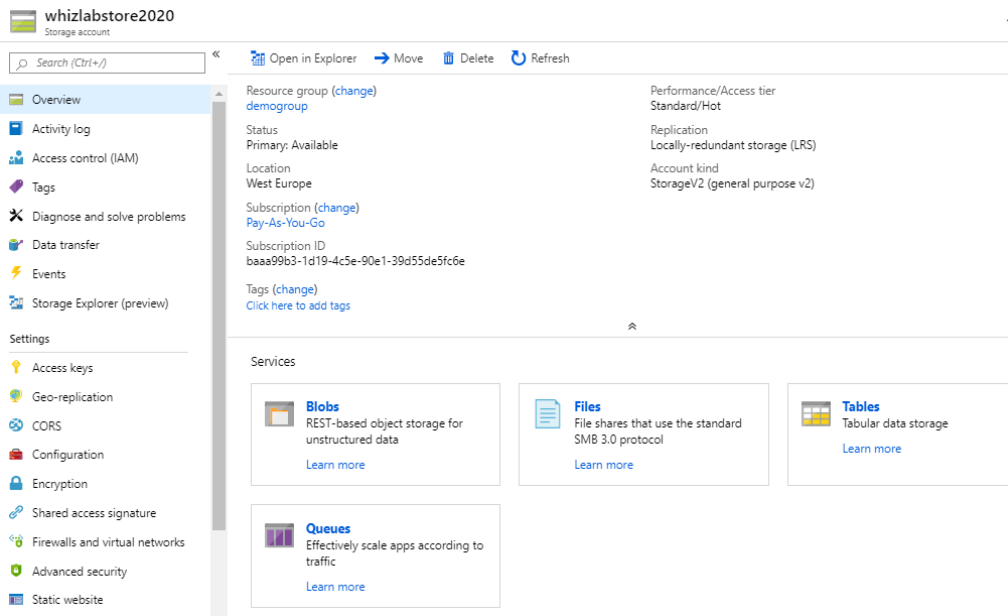 whizlabstore2020
Storage account
Search (Ctrl+/)
«
Overview
Activity log
Access control (IAM)
Tags
Diagnose and solve problems
Data transfer
Events
Storage Explorer (preview)
Settings
Access keys
Geo-replication
CORS
Configuration
Encryption
Shared access signature
Firewalls and virtual networks
Advanced security
Static website
Open in Explorer Move Delete Refresh
Resource group (change)
demogroup
Status
Primary: Available
Location
West Europe
Subscription (change)
Pay-As-You-Go
Subscription ID
baaa99b3-1d19-4c5e-90e1-39d55de5fc6e
Tags (change)
Click here to add tags
Performance/Access tier
Standard/Hot
Replication
Locally-redundant storage (LRS)
Account kind
StorageV2 (general purpose v2)
Services
Blobs
REST-based object storage for
unstructured data
Learn more
Files
File shares that use the standard
SMB 3.0 protocol
Learn more
Tables
Tabular data storage
Learn more
Queues
Effectively scale apps according to
traffic
Learn more